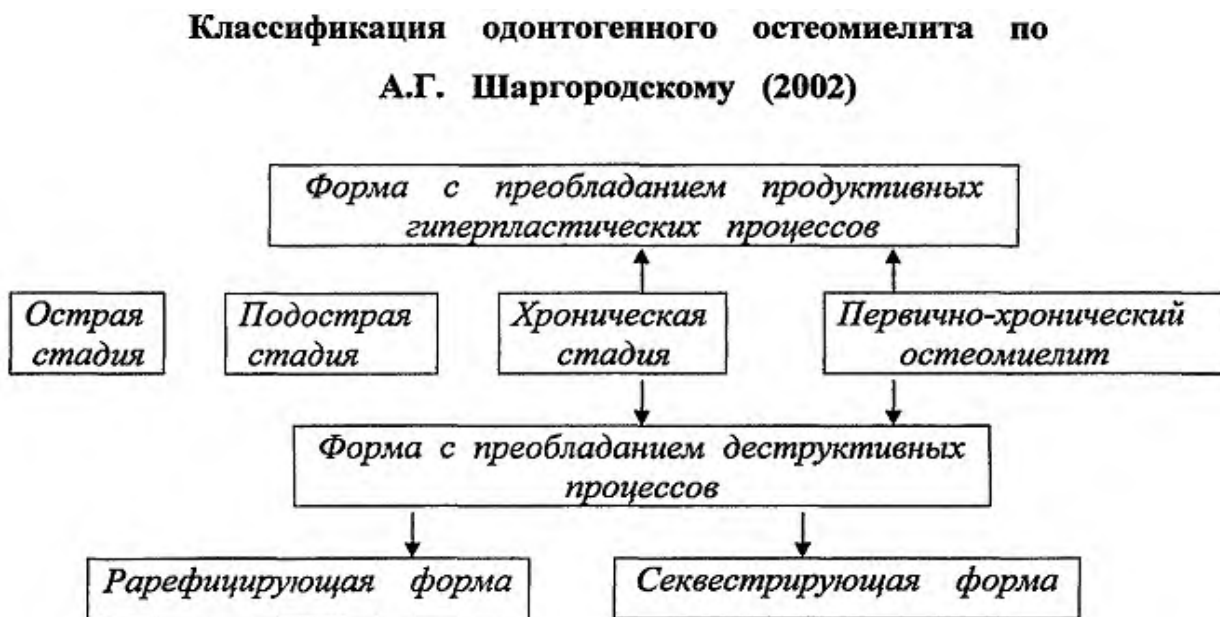 Классификация одонтогенного остеомиелита по
А.Г. Шаргородскому (2002)
Форма с преобладанием продуктивных
гиперпластических процессов
Острая
стадия
Подострая
стадия
Хроническая
стадия
Первично-хронический
остеомиелит
Форма с преобладанием деструктивных
процессов
Рарефицирующая форма
Секвестрирующая форма